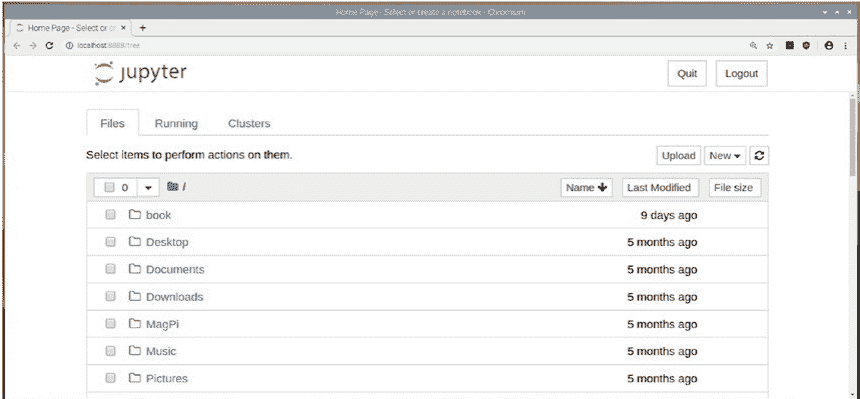 Home Page - Select or create a notebook - Chromium
Home Page - Select or c
localhost:8888/tree
jupyter
Quit Logout
Files Running Clusters
Select items to perform actions on them.
Upload New
0 / Name Last Modified File size
book 9 days ago
Desktop 5 months ago
Documents 5 months ago
Downloads 5 months ago
MagPi 5 months ago
Music 5 months ago
Pictures 5 months ago